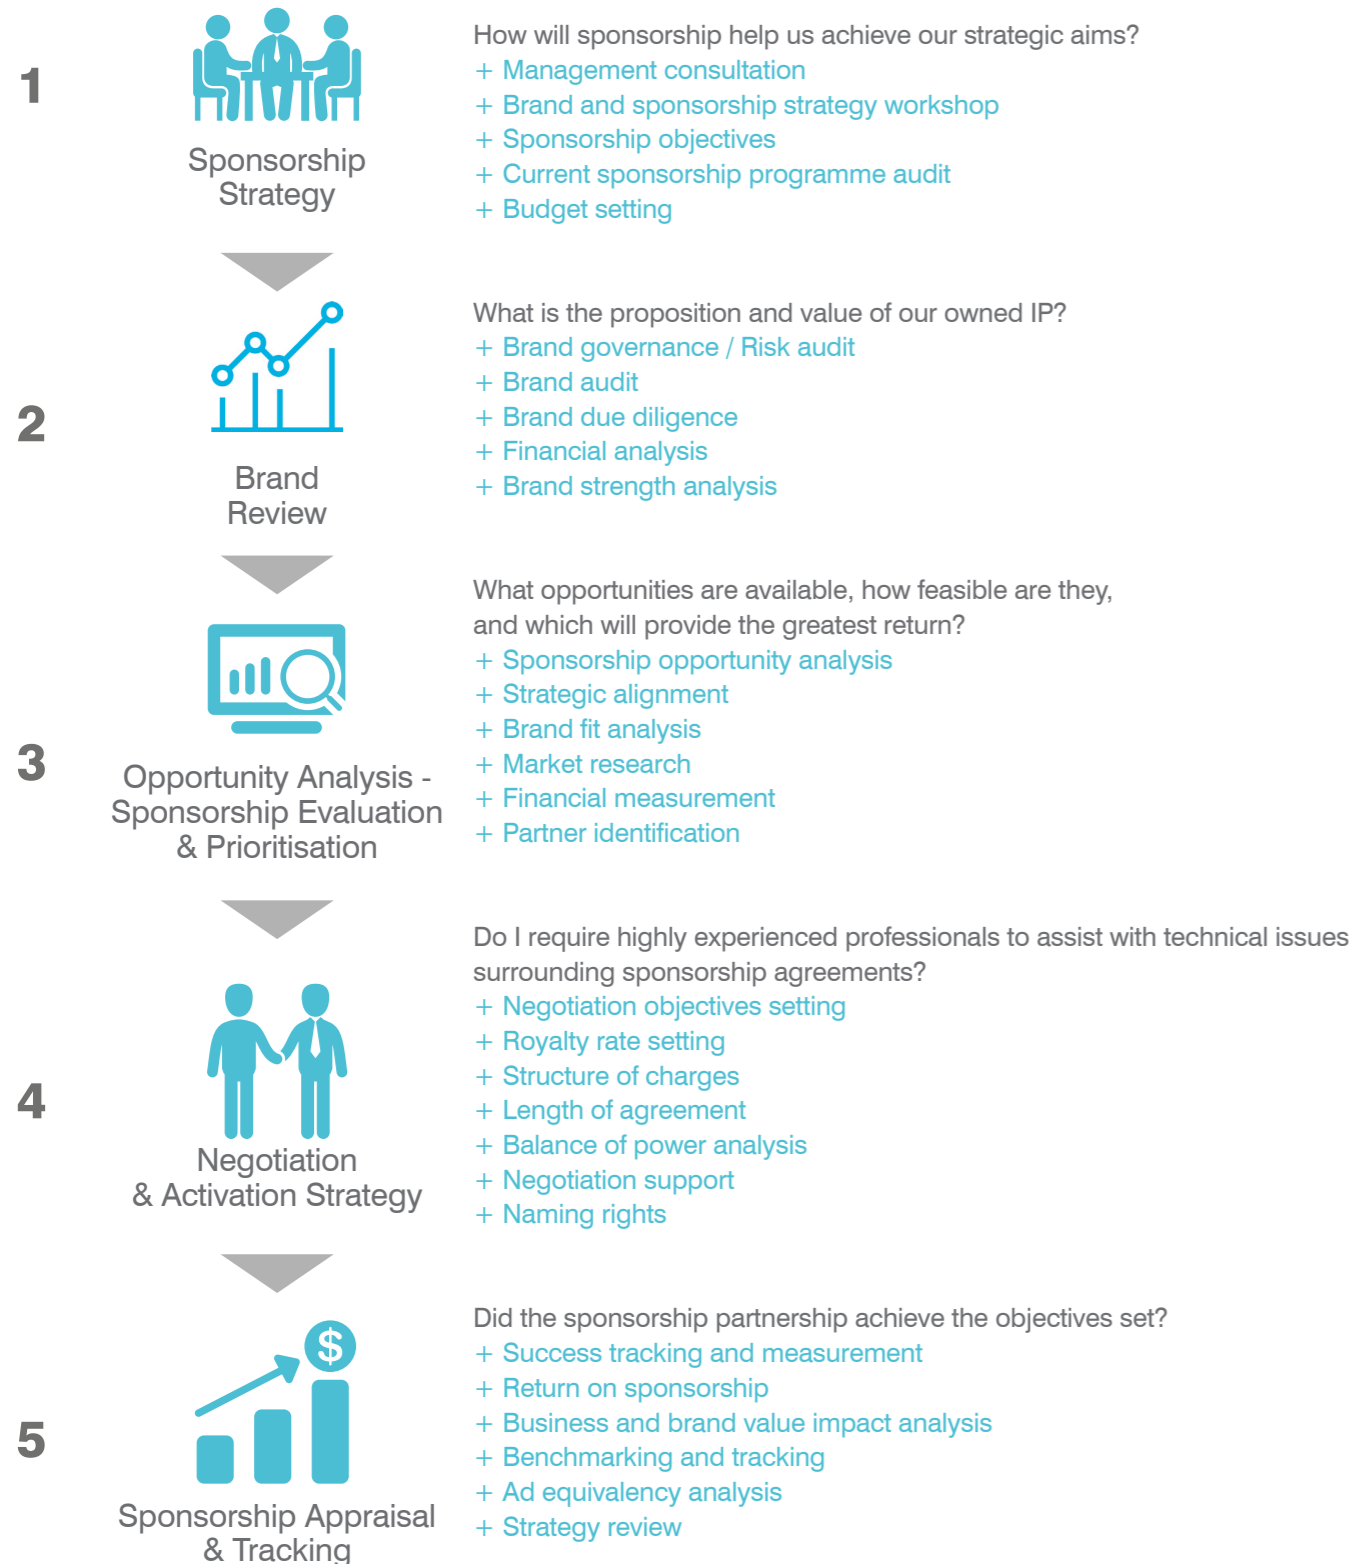 1
Sponsorship
Strategy
How will sponsorship help us achieve our strategic aims?
+ Management consultation
+ Brand and sponsorship strategy workshop
+ Sponsorship objectives
+ Current sponsorship programme audit
+ Budget setting
2
Brand
Review
What is the proposition and value of our owned IP?
+ Brand governance / Risk audit
+ Brand audit
+ Brand due diligence
+ Financial analysis
+ Brand strength analysis
3
Opportunity Analysis -
Sponsorship Evaluation
& Prioritisation
What opportunities are available, how feasible are they,
and which will provide the greatest return?
+ Sponsorship opportunity analysis
+ Strategic alignment
+ Brand fit analysis
+ Market research
+ Financial measurement
+ Partner identification
4
Negotiation
& Activation Strategy
Do I require highly experienced professionals to assist with technical issues
surrounding sponsorship agreements?
+ Negotiation objectives setting
+ Royalty rate setting
+ Structure of charges
+ Length of agreement
+ Balance of power analysis
+ Negotiation support
+ Naming rights
5
$
Sponsorship Appraisal
& Tracking
Did the sponsorship partnership achieve the objectives set?
+ Success tracking and measurement
+ Return on sponsorship
+ Business and brand value impact analysis
+ Benchmarking and tracking
+ Ad equivalency analysis
+ Strategy review